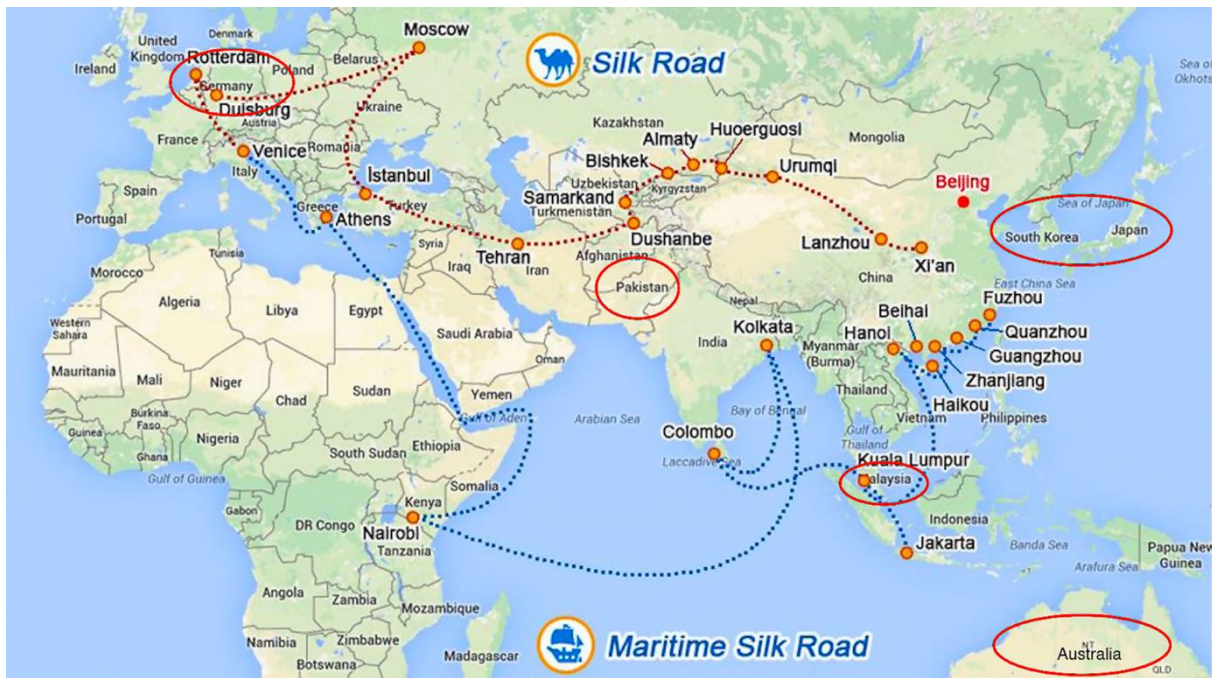 Moscow
Denmark
United
Kingdom
Rotterdam
Ireland
Poland
Belarus
Silk Road
Sea of
Okhots
Germany
Duisburg
Ukraine
Austria
France
Romania
Venice
Italy
Kazakhstan
Almaty
Huoerguosi
Mongolia
Bishkek
Urumqi
İstanbul
Uzbekistan
Kyrgyzstan
Beijing
Spain
Portugal
Greece
Turkey
Athens
Samarkand
Turkmenistan
Sea of Japan
Japan
South Korea
Dushanbe
Lanzhou
Xi'an
Tehran
Iran
Afghanistan
Syria
Iraq
Tunisia
Morocco
China
Pakistan
East China Sea
Algeria
Libya
Egypt
Nepal
Fuzhou
Beihai
Western
Sahara
Saudi Arabia
Kolkata
Hanoi
Quanzhou
India
Myanmar
(Burma)
Guangzhou
Oman
Mauritania
Mali
Niger
Chad
Sudan
Yemen
Zhanjiang
Thailand
Haikou
Burkina
Faso
Gulf of Aden
Arabian Sea
Bay of Bengal
Vietnam
Philippines
Guinea
Nigeria
Ethiopia
South Sudan
Ghana
Colombo
Gulf of
Thailand
Laccadive Sea
Kuala Lumpur
alaysia
Gulf of Guinea
Somalia
Kenya
Gabon
DR Congo
Nairobi
Tanzania
Indonesia
Jakarta
Banda Sea
Papua New
Guinea
Arafura Sea
Angola
Zambia
Mozambique
Namibia
Zimbabwe
Botswana
Madagascar
Maritime Silk Road
NT
Australia
QLD